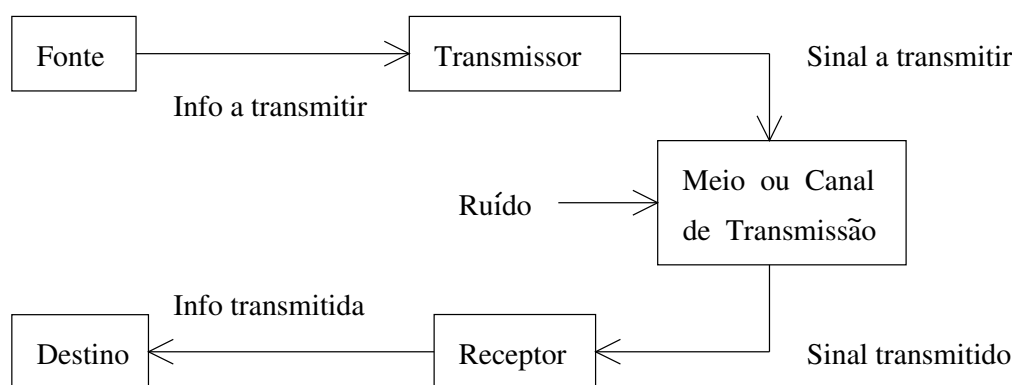 Fonte
Transmissor
Sinal a transmitir
Info a transmitir
Meio ou Canal
de Transmissão
Ruído
Info transmitida
Destino
Receptor
Sinal transmitido